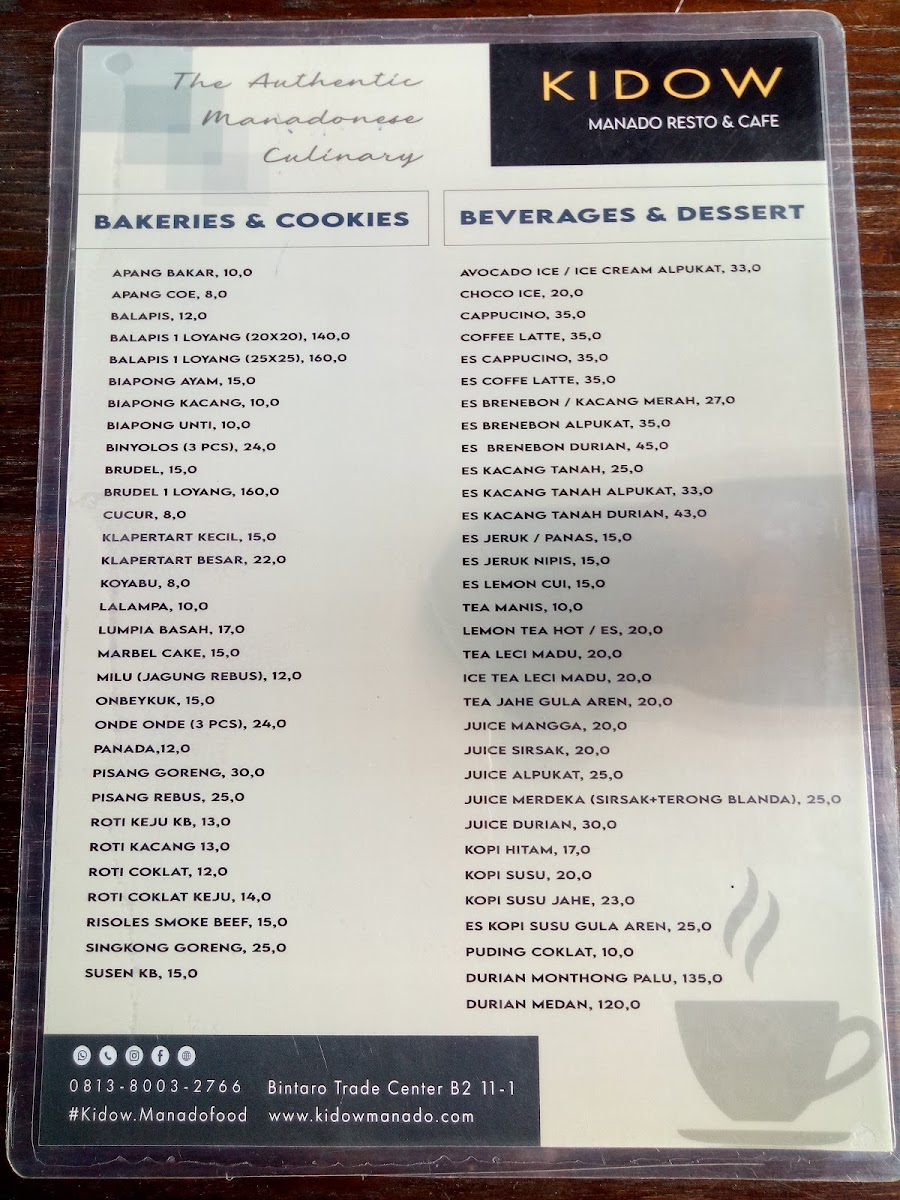 The Authentic
Manadonese
Culinary
KIDOW
MANADO RESTO & CAFE
BAKERIES & COOKIES
APANG BAKAR, 10,0
APANG COE, 8,0
BALAPIS, 12,0
BALAPIS 1 LOYANG (20X20), 140,0
BALAPIS 1 LOYANG (25X25), 160,0
BIAPONG AYAM, 15,0
BIAPONG KACANG, 10,0
BIAPONG UNTI, 10,0
BINYOLOS (3 PCS), 24,0
BRUDEL, 15,0
BRUDEL 1 LOYANG, 160,0
CUCUR, 8,0
KLAPERTART KECIL, 15,0
KLAPERTART BESAR, 22,0
KOYABU, 8,0
LALAMPA, 10,0
LUMPIA BASAH, 17,0
MARBEL CAKE, 15,0
MILU (JAGUNG REBUS), 12,0
ONBEYKUK, 15,0
ONDE ONDE (3 PCS), 24,0
PANADA,12,0
PISANG GORENG, 30,0
PISANG REBUS, 25,0
ROTI KEJU KB, 13,0
ROTI KACANG 13,0
ROTI COKLAT, 12,0
ROTI COKLAT KEJU, 14,0
RISOLES SMOKE BEEF, 15,0
SINGKONG GORENG, 25,0
SUSEN KB, 15,0
BEVERAGES & DESSERT
AVOCADO ICE / ICE CREAM ALPUKAT, 33,0
CHOCO ICE, 20,0
CAPPUCINO, 35,0
COFFEE LATTE, 35,0
ES CAPPUCINO, 35,0
ES COFFE LATTE, 35,0
ES BRENEBON / KACANG MERAH, 27,0
ES BRENEBON ALPUKAT, 35,0
ES BRENEBON DURIAN, 45,0
ES KACANG TANAH, 25,0
ES KACANG TANAH ALPUKAT, 33,0
ES KACANG TANAH DURIAN, 43,0
ES JERUK / PANAS, 15,0
ES JERUK NIPIS, 15,0
ES LEMON CUI, 15,0
TEA MANIS, 10,0
LEMON TEA HOT / ES, 20,0
TEA LECI MADU, 20,0
ICE TEA LECI MADU, 20,0
TEA JAHE GULA AREN, 20,0
JUICE MANGGA, 20,0
JUICE SIRSAK, 20,0
JUICE ALPUKAT, 25,0
JUICE MERDEKA (SIRSAK+TERONG BLANDA), 25,0
JUICE DURIAN, 30,0
KOPI HITAM, 17,0
KOPI SUSU, 20,0
KOPI SUSU JAHE, 23,0
ES KOPI SUSU GULA AREN, 25,0
PUDING COKLAT, 10,0
DURIAN MONTHONG PALU, 135,0
DURIAN MEDAN, 120,0
0813-8003-2766 Bintaro Trade Center B2 11-1
#Kidow.Manadofood www.kidowmanado.com